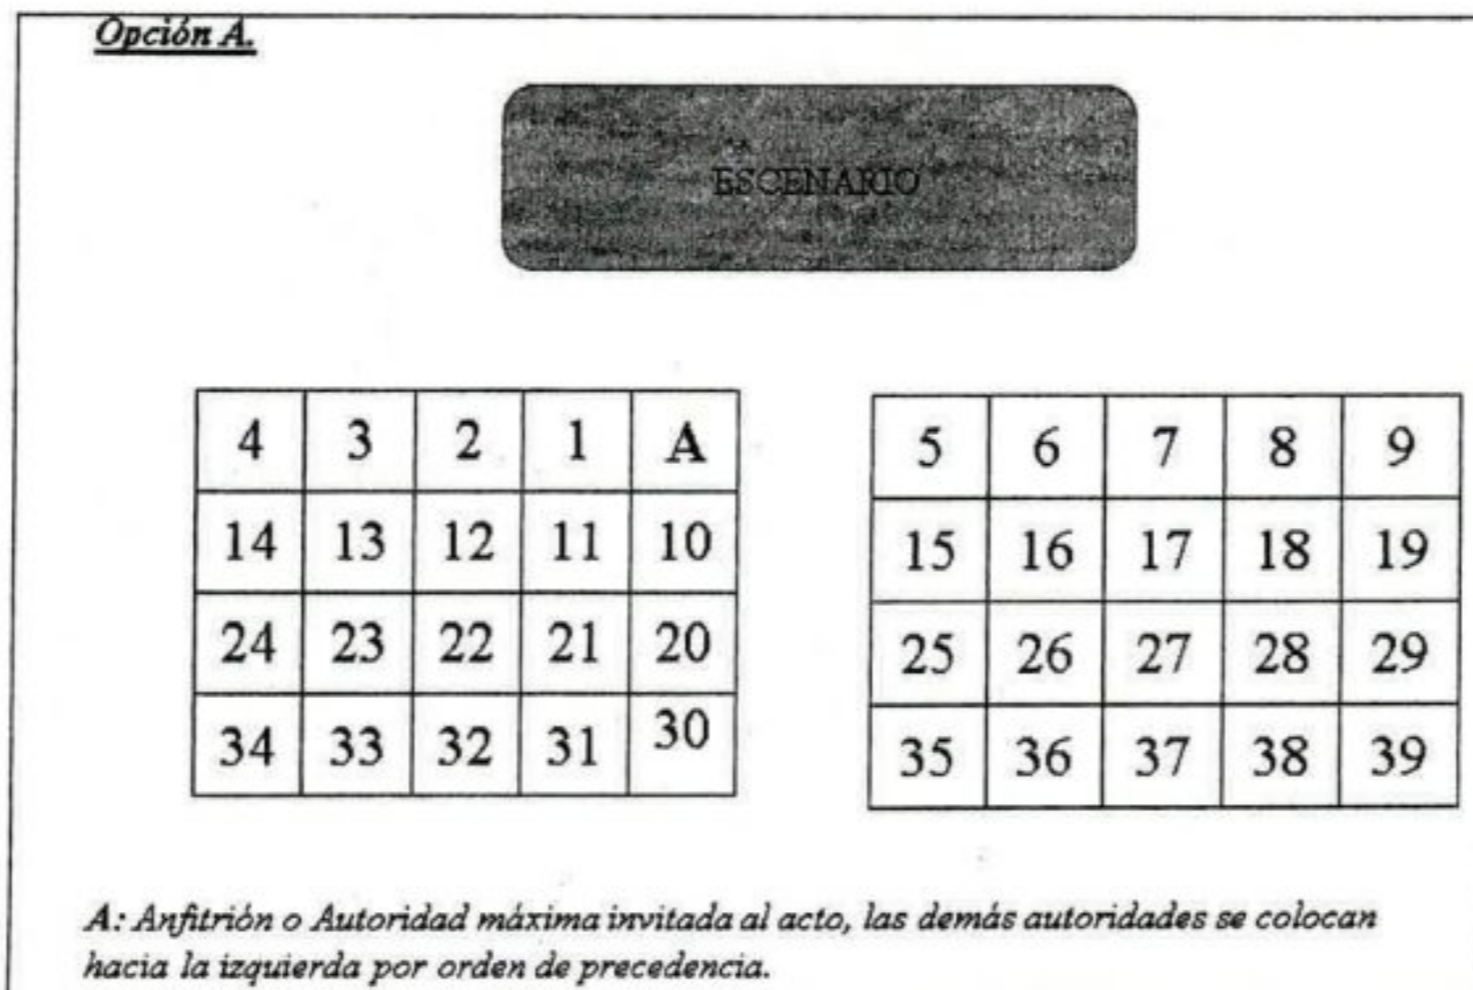 Opción A.
ESCENARIO
4 3 2 1 A
14 13 12 11 10
24 23 22 21 20
34 33 32 31 30
5 6 7 8 9
15 16 17 18 19
25 26 27 28 29
35 36 37 38 39
A: Anfitrión o Autoridad máxima invitada al acto, las demás autoridades se colocan
hacia la izquierda por orden de precedencia.